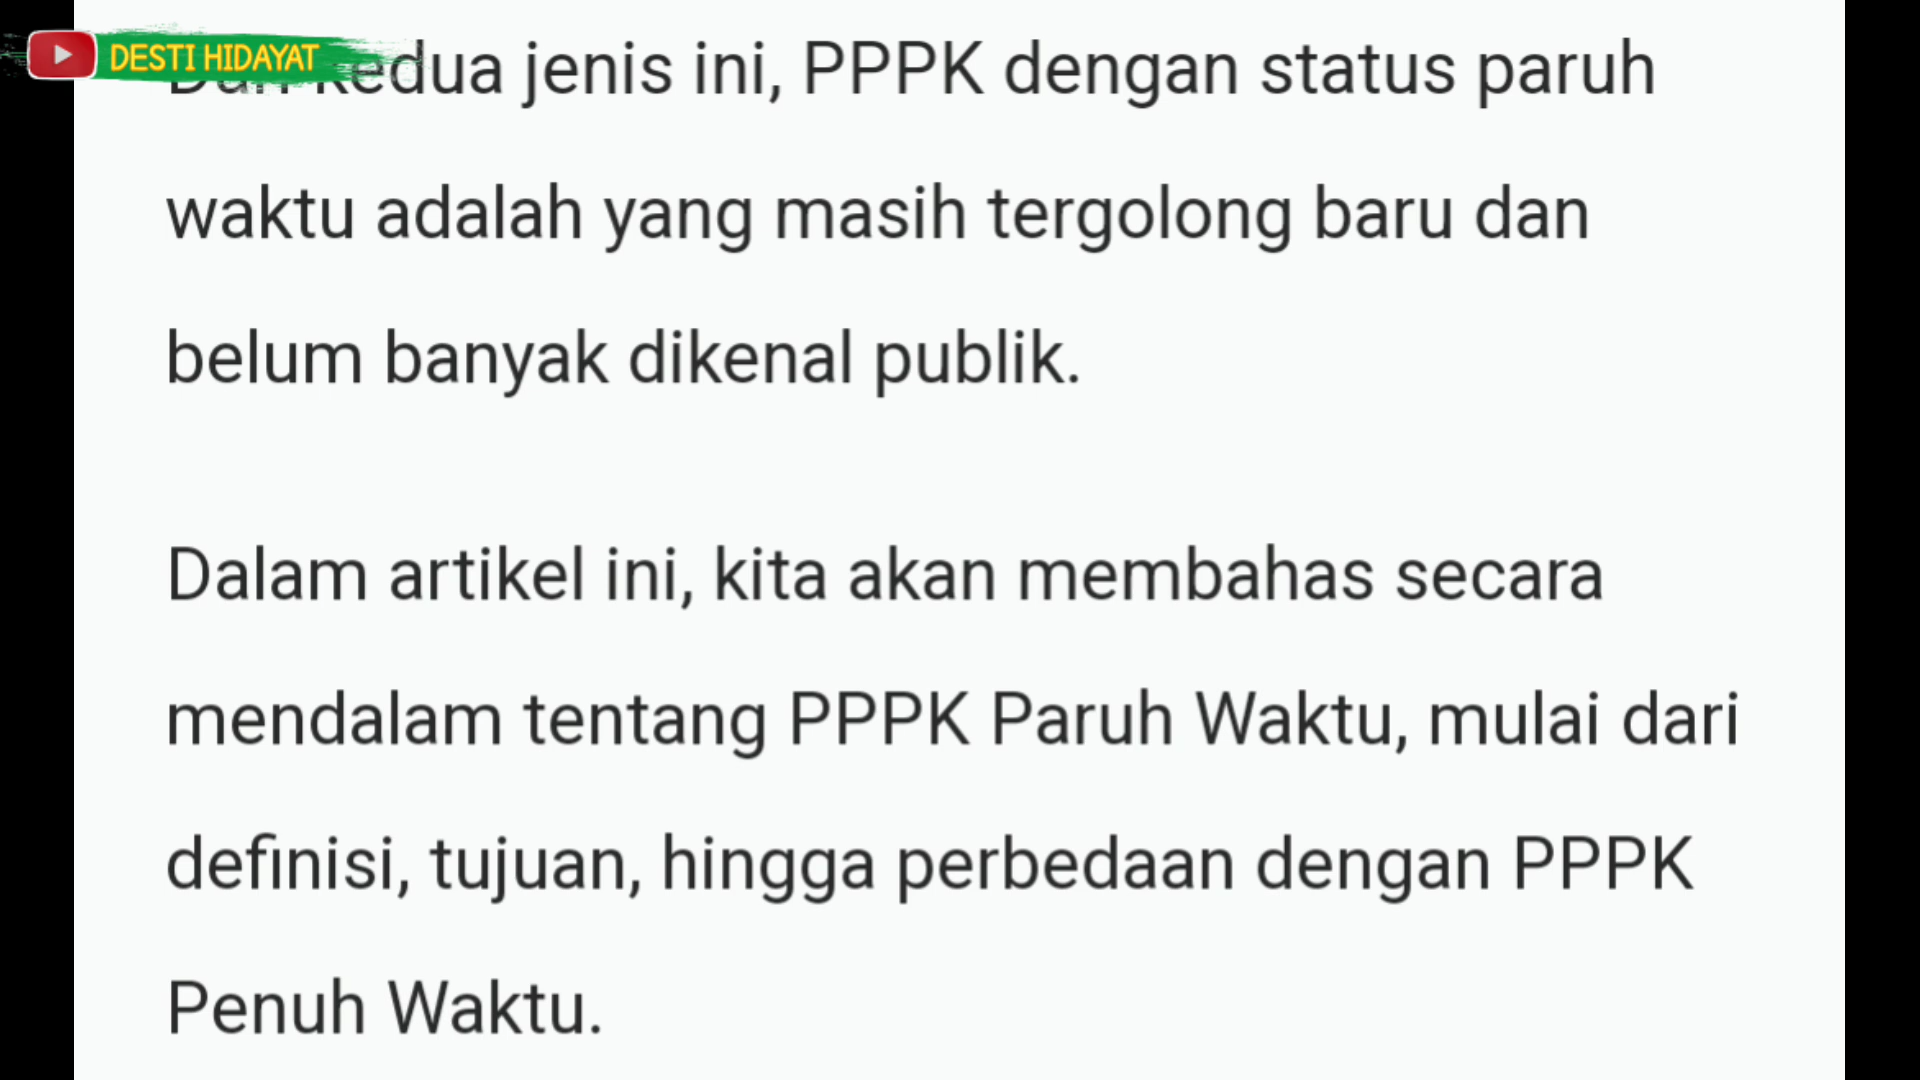 DESTI HIDAYAT
Dari kedua jenis ini, PPPK dengan status paruh
waktu adalah yang masih tergolong baru dan
belum banyak dikenal publik.
Dalam artikel ini, kita akan membahas secara
mendalam tentang PPPK Paruh Waktu, mulai dari
definisi, tujuan, hingga perbedaan dengan PPPK
Penuh Waktu.